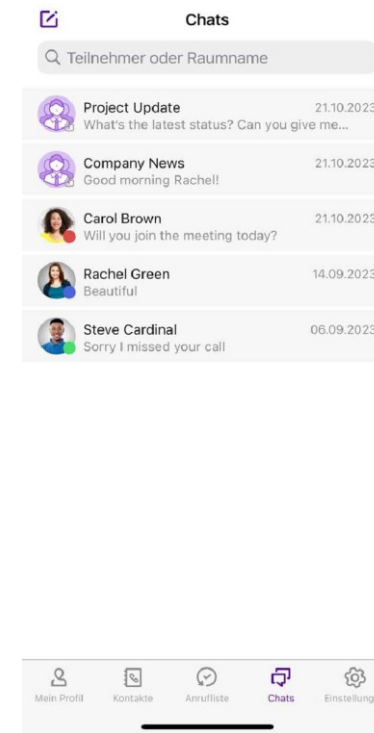 Chats
Teilnehmer oder Raumname
Project Update 21.10.2023
What's the latest status? Can you give me...
Company News 21.10.2023
Good morning Rachel!
Carol Brown 21.10.2023
Will you join the meeting today?
Rachel Green 14.09.2023
Beautiful
Steve Cardinal 06.09.2023
Sorry I missed your call
Mein Profil Kontakte Anrufliste Chats Einstellung